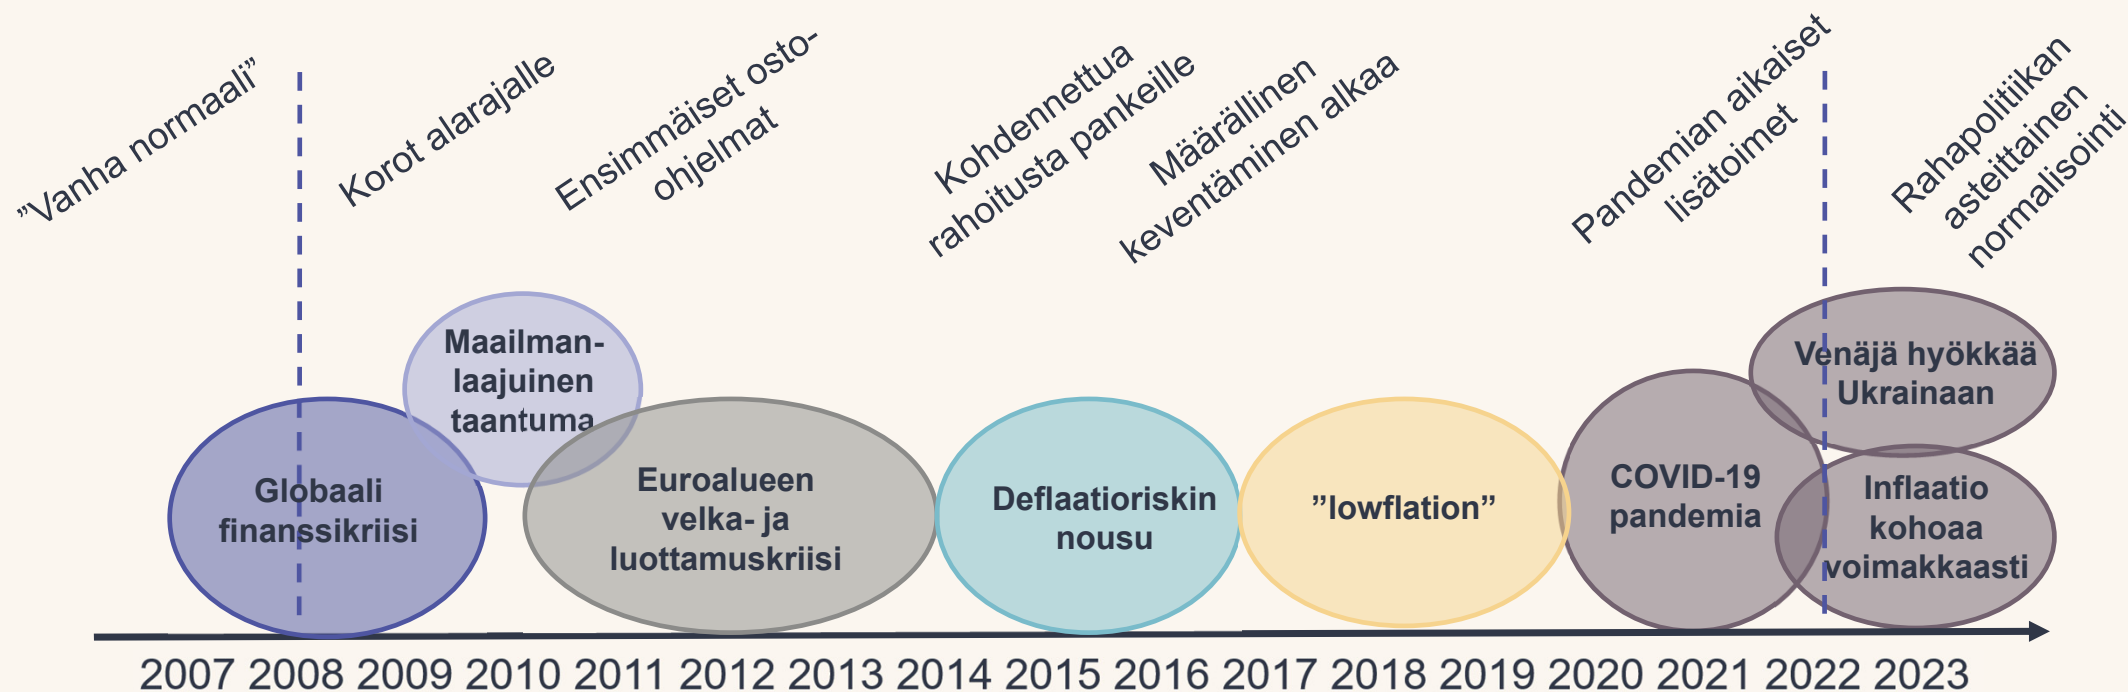 ”Vanha normaali”
Korot alarajalle
Ensimmäiset osto-
ohjelmat
Kohdennettua
rahoitusta pankeille
Määrällinen
keventäminen alkaa
Pandemian aikaiset
lisätoimet
Rahapolitiikan
asteittainen
normalisointi
Globaali
finanssikriisi
Maailman-
laajuinen
taantuma
Euroalueen
velka- ja
luottamuskriisi
Deflaatioriskin
nousu
”lowflation”
COVID-19
pandemia
Venäjä hyökkää
Ukrainaan
Inflaatio
kohoaa
voimakkaasti
2007 2008 2009 2010 2011 2012 2013 2014 2015 2016 2017 2018 2019 2020 2021 2022 2023